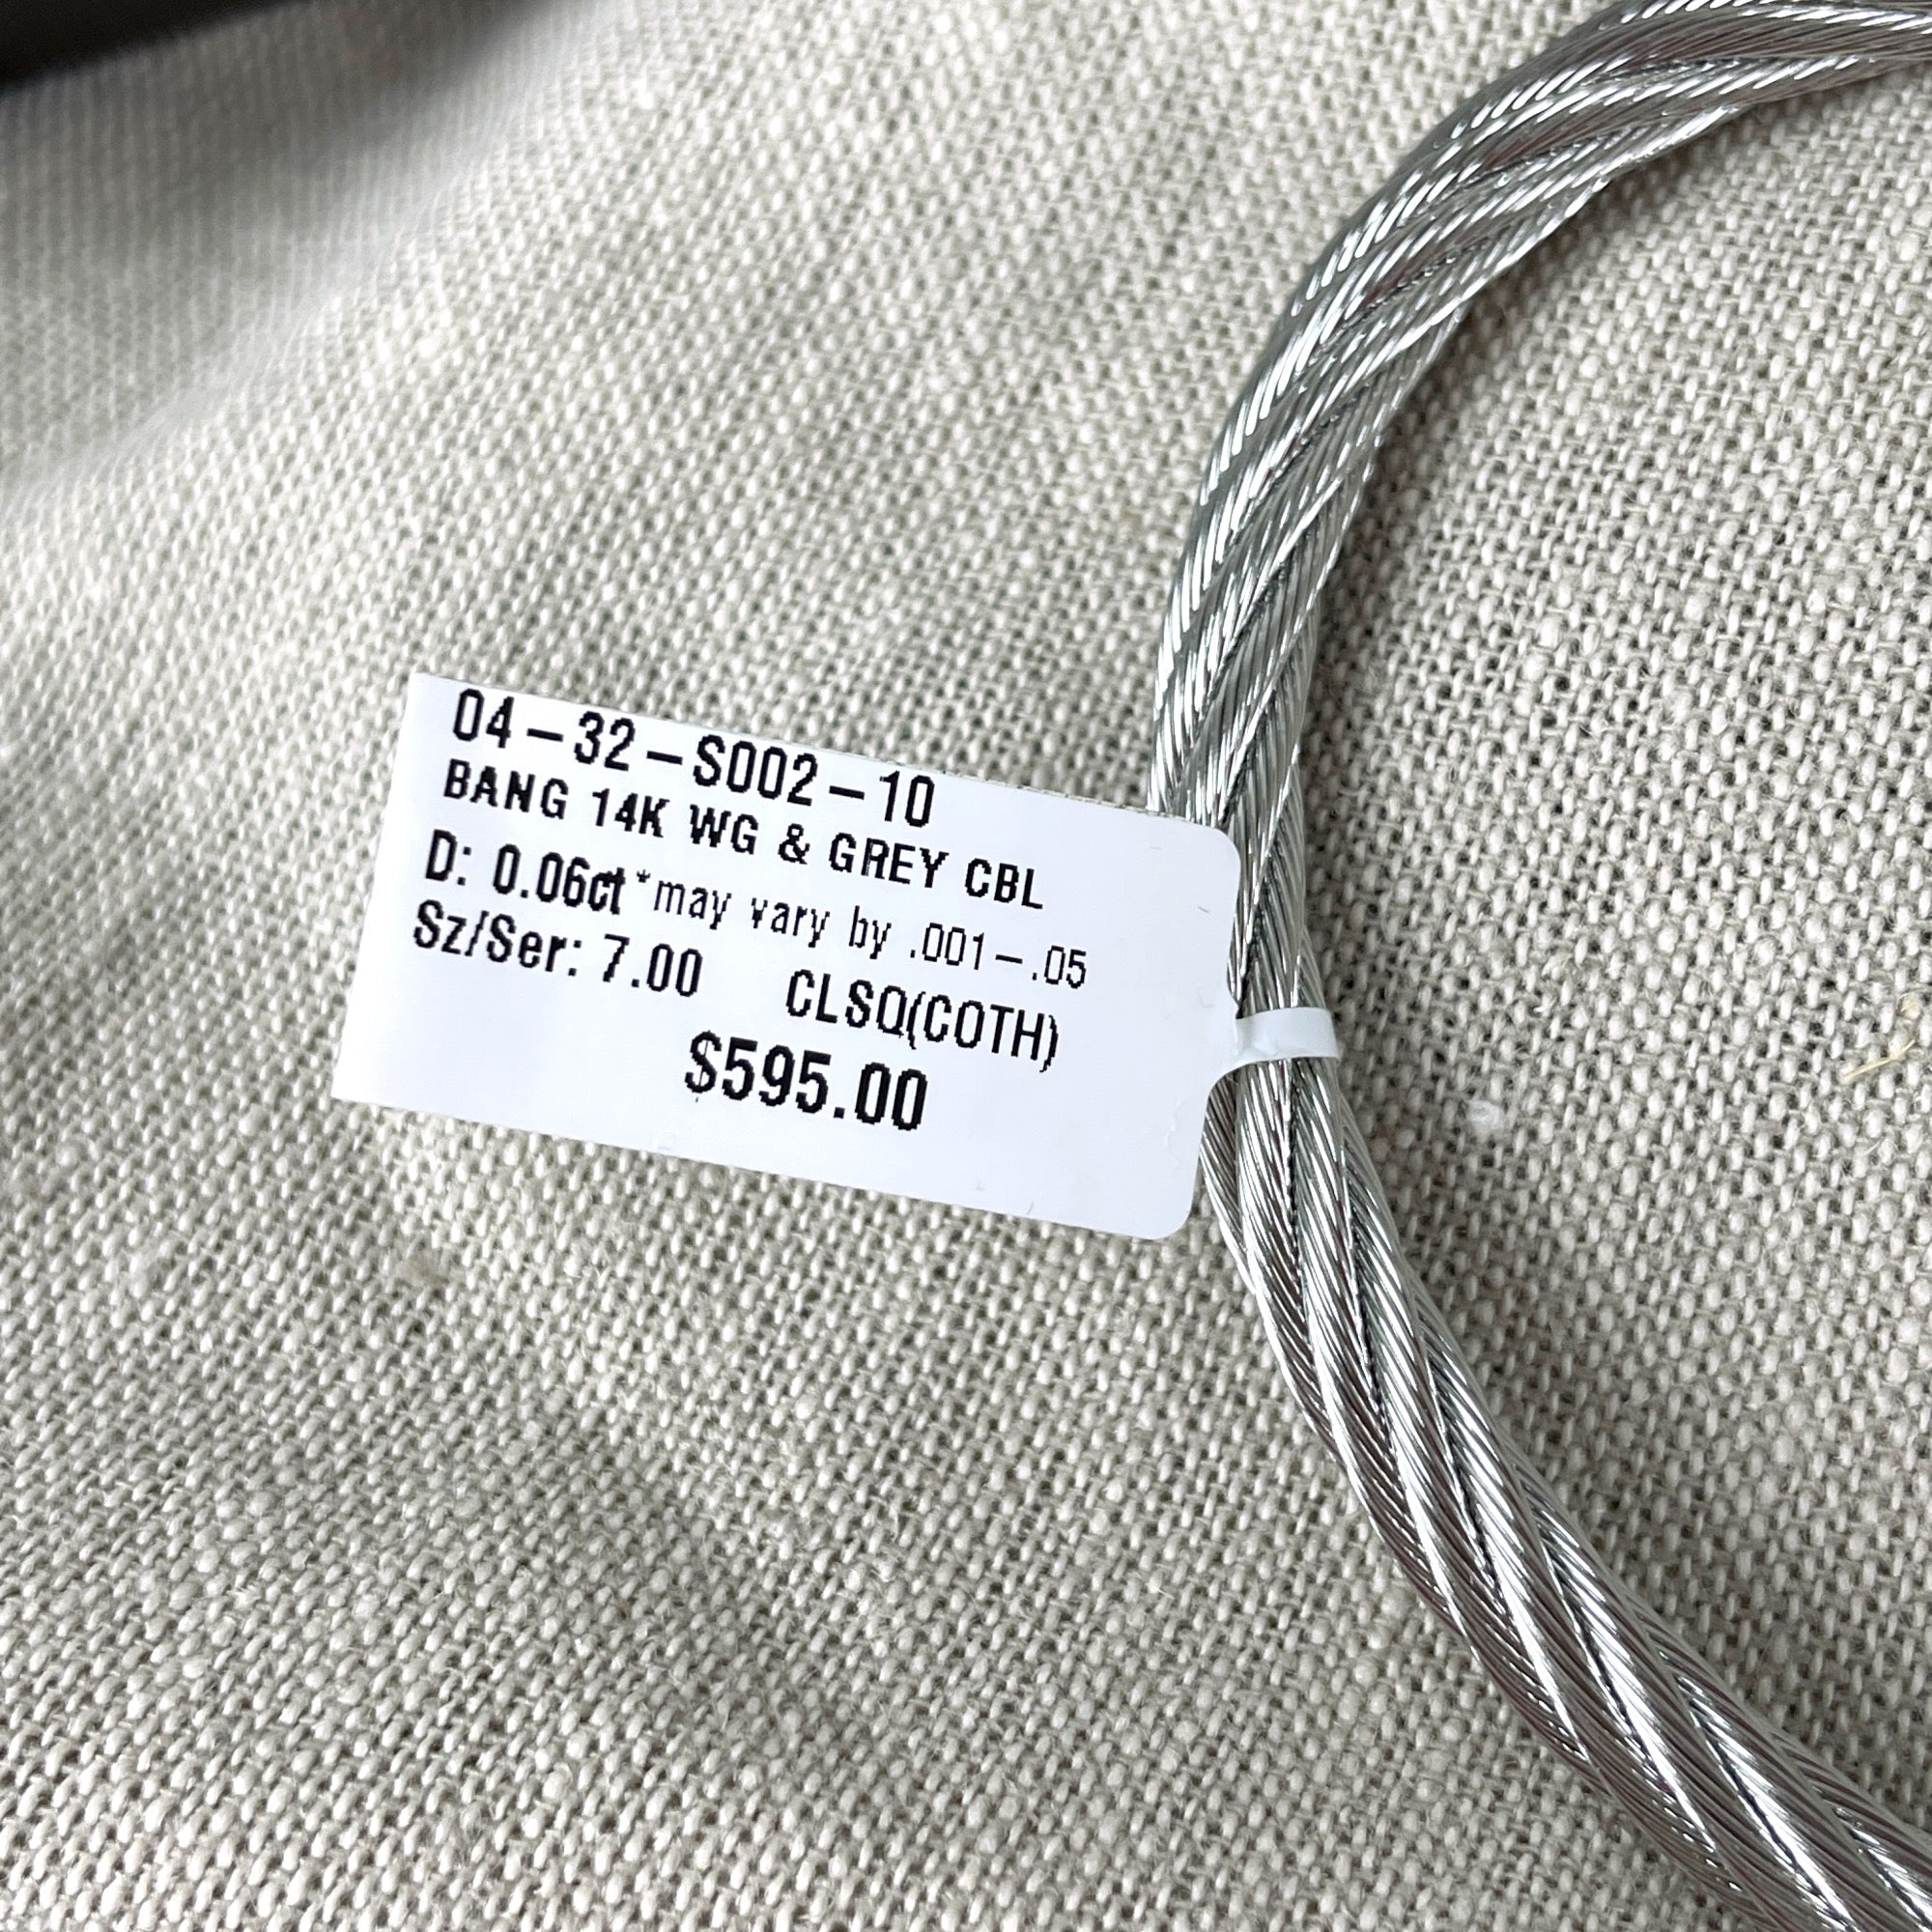 04-32-S002-10
BANG 14K WG & GREY CBL
D: 0.06ct *may vary by .001-.05
Sz/Ser: 7.00 CLSQ(COTH)
$595.00